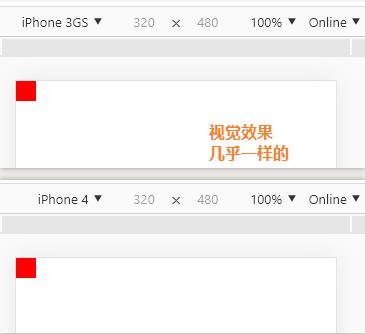 iPhone 3GS ▼ 320 × 480 100% ▼ Online ▼
视觉效果
几乎一样的
iPhone 4 ▼ 320 × 480 100% ▼ Online ▼